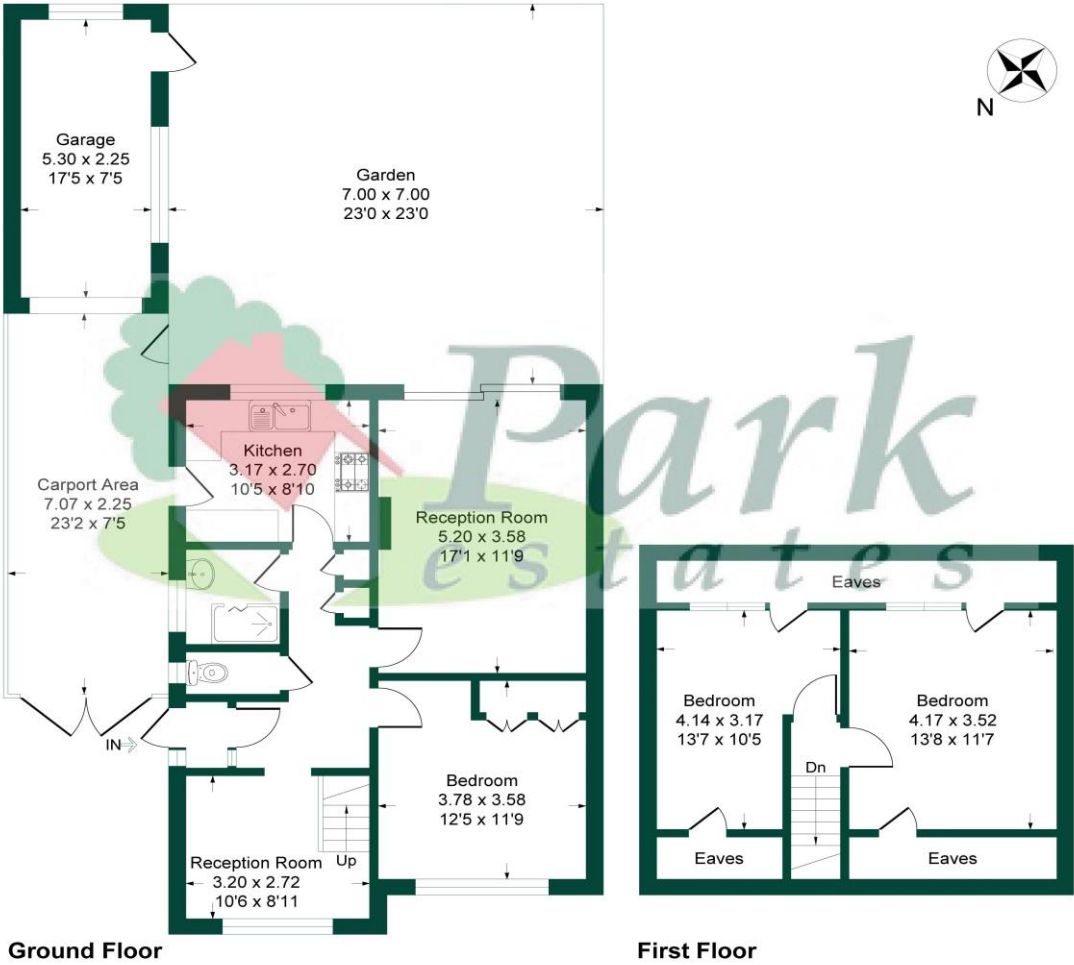 N
Garage
5.30 x 2.25
17'5 x 7'5
Garden
7.00 x 7.00
23'0 x 23'0
Park
estates
Kitchen
3.17 x 2.70
10'5 x 8'10
Carport Area
7.07 x 2.25
23'2 x 7'5
Reception Room
5.20 x 3.58
17'1 x 11'9
IN
Bedroom
3.78 x 3.58
12'5 x 11'9
Reception Room
3.20 x 2.72
10'6 x 8'11
Up
Ground Floor
Eaves
Bedroom
4.14 x 3.17
13'7 x 10'5
Bedroom
4.17 x 3.52
13'8 x 11'7
Dn
Eaves
Eaves
First Floor